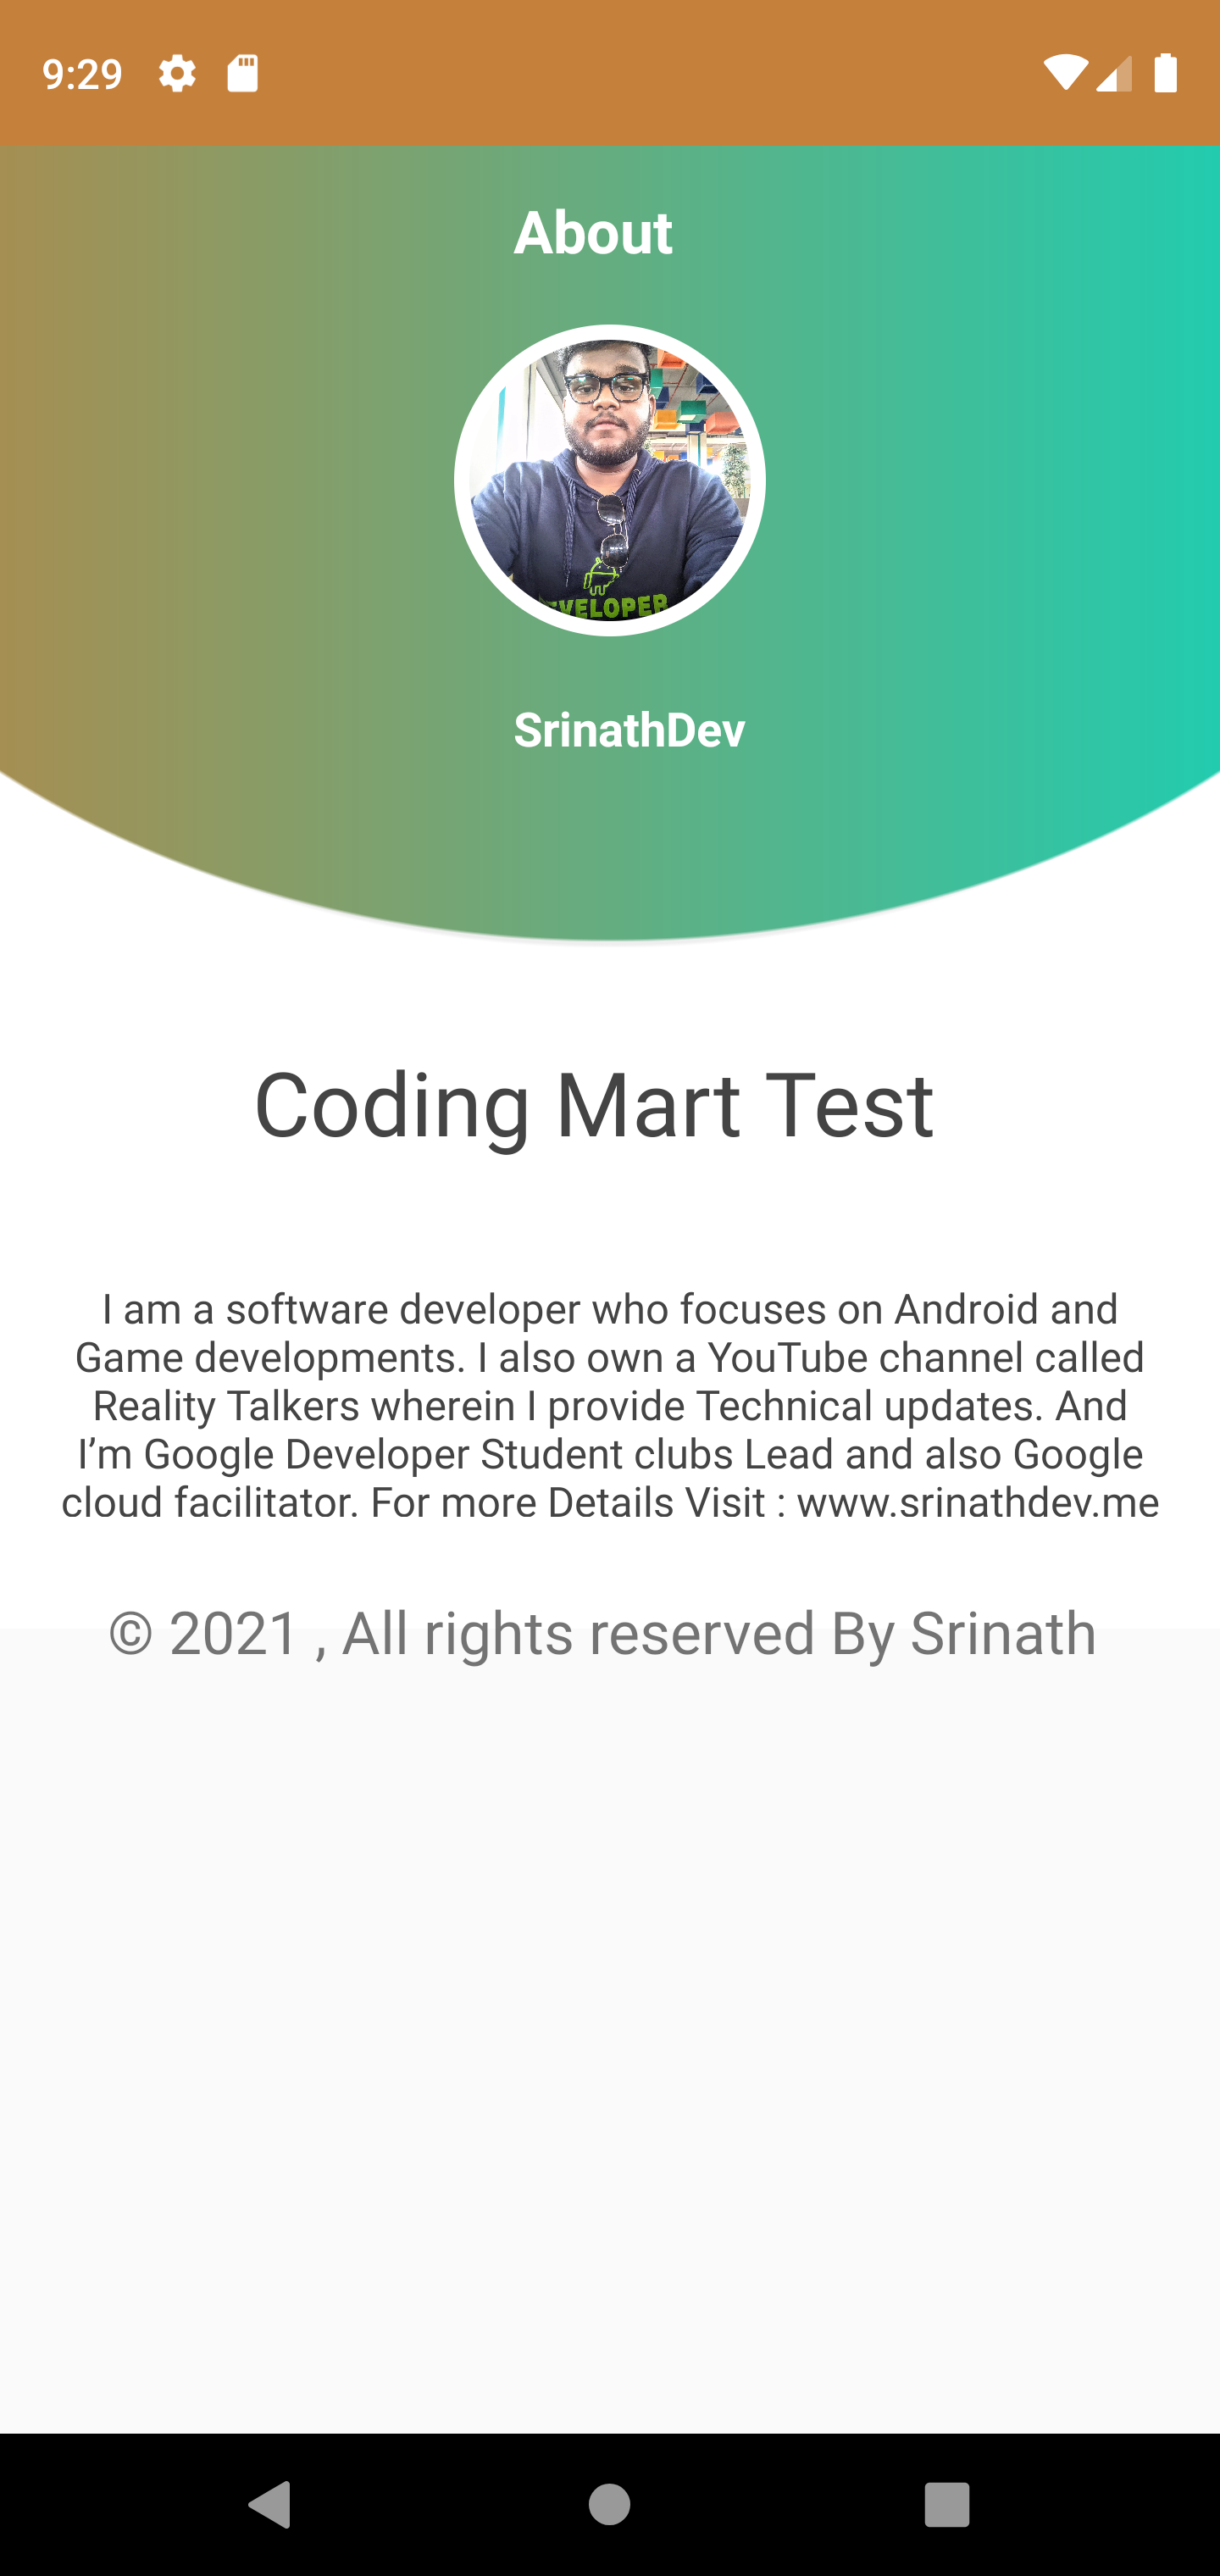 9:29
About
VELOPER
SrinathDev
Coding Mart Test
I am a software developer who focuses on Android and
Game developments. I also own a YouTube channel called
Reality Talkers wherein I provide Technical updates. And
I’m Google Developer Student clubs Lead and also Google
cloud facilitator. For more Details Visit : www.srinathdev.me
© 2021 , All rights reserved By Srinath